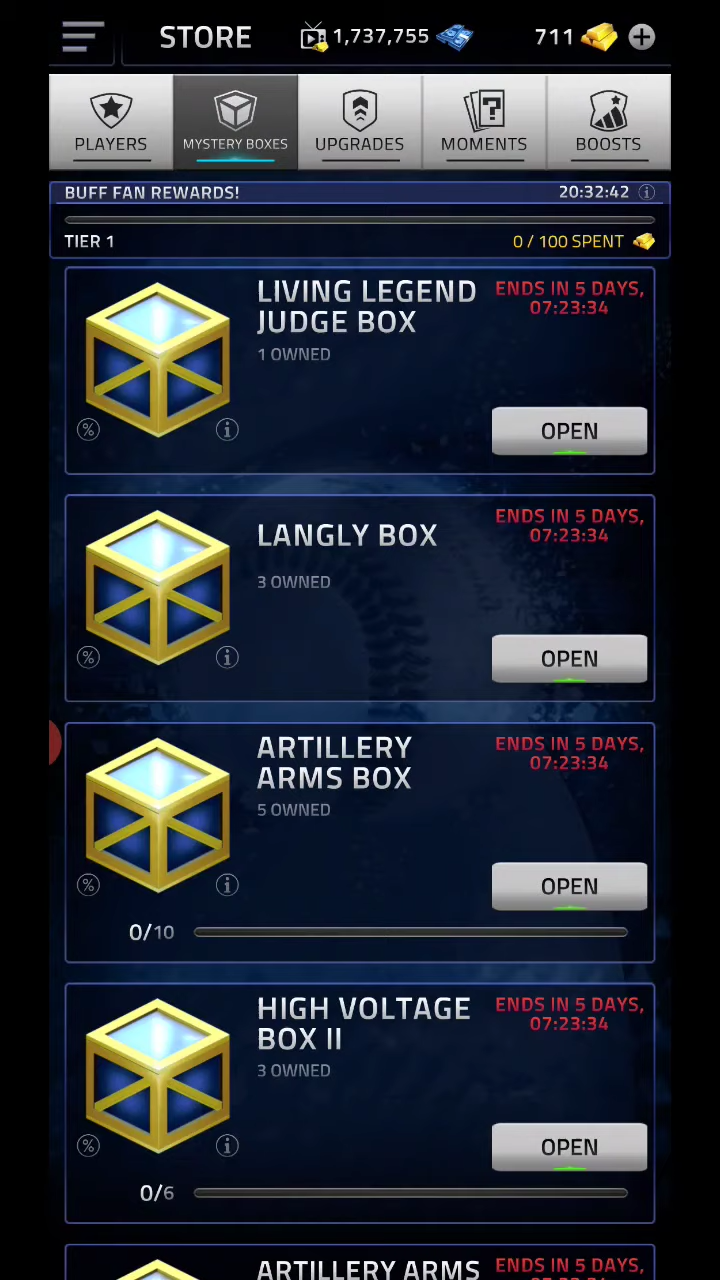 STORE
1,737,755
711
PLAYERS
MYSTERY BOXES
UPGRADES
MOMENTS
BOOSTS
BUFF FAN REWARDS!
20:32:42
TIER 1
0 / 100 SPENT
LIVING LEGEND
JUDGE BOX
1 OWNED
ENDS IN 5 DAYS,
07:23:34
%
i
OPEN
LANGLY BOX
3 OWNED
ENDS IN 5 DAYS,
07:23:34
%
i
OPEN
ARTILLERY
ARMS BOX
5 OWNED
ENDS IN 5 DAYS,
07:23:34
%
i
OPEN
0/10
HIGH VOLTAGE
BOX II
3 OWNED
ENDS IN 5 DAYS,
07:23:34
%
i
OPEN
0/6
ARTILLERY ARMS
ENDS IN 5 DAYS,